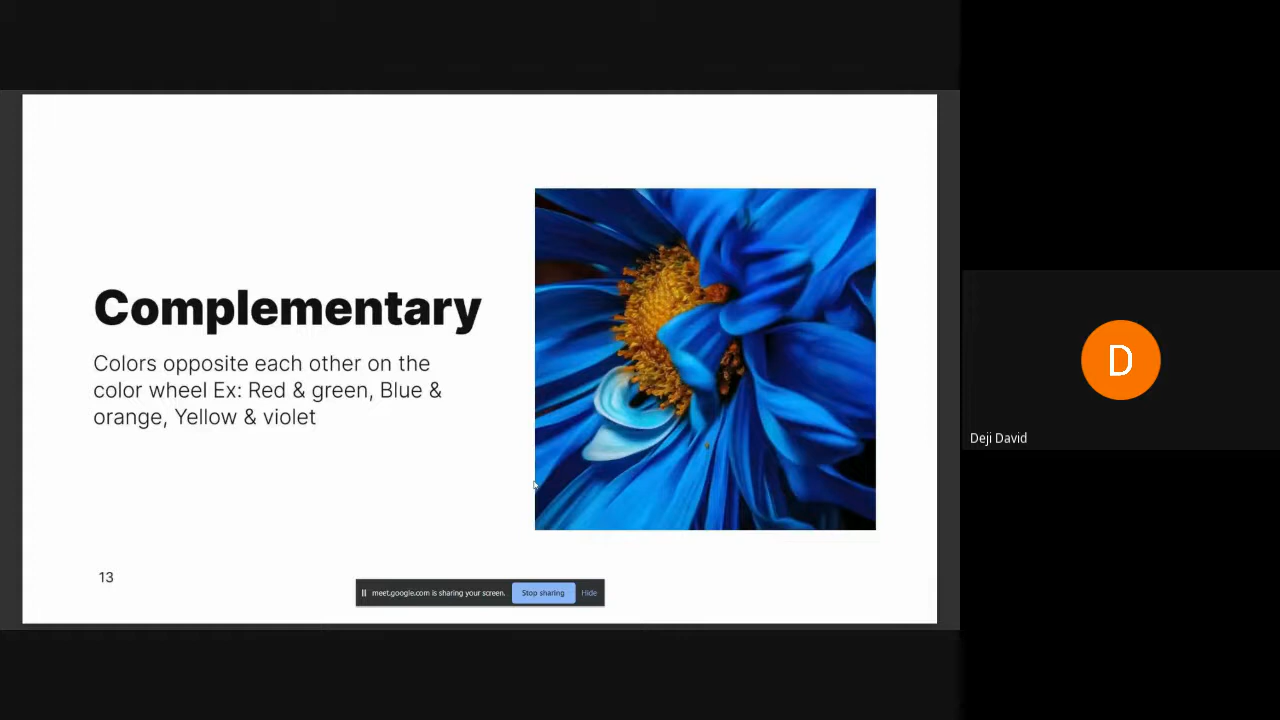 Complementary
Colors opposite each other on the
color wheel Ex: Red & green, Blue &
orange, Yellow & violet
13
meet.google.com is sharing your screen.
Stop sharing
Hide
D
Deji David